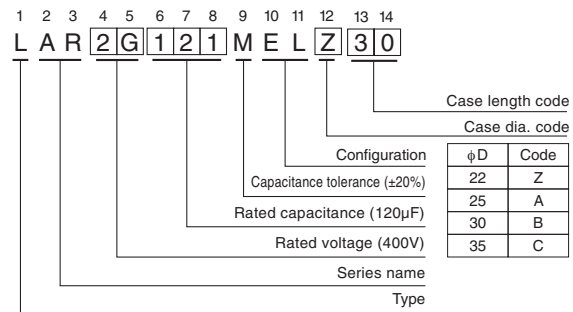 1 2 3 4 5 6 7 8 9 10 11 12 13 14
L A R 2 G 1 2 1 M E L Z 3 0
Case length code
Case dia. code
Configuration
Capacitance tolerance (±20%)
Rated capacitance (120µF)
Rated voltage (400V)
Series name
Type
ϕD Code
22 Z
25 A
30 B
35 C